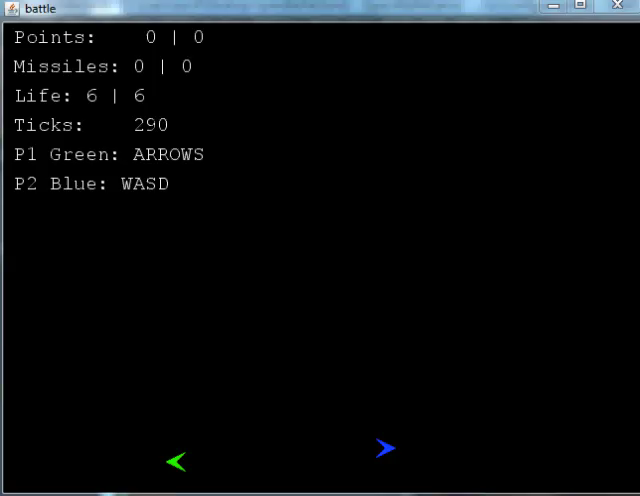 battle
Points: 0 | 0
Missiles: 0 | 0
Life: 6 | 6
Ticks: 290
P1 Green: ARROWS
P2 Blue: WASD